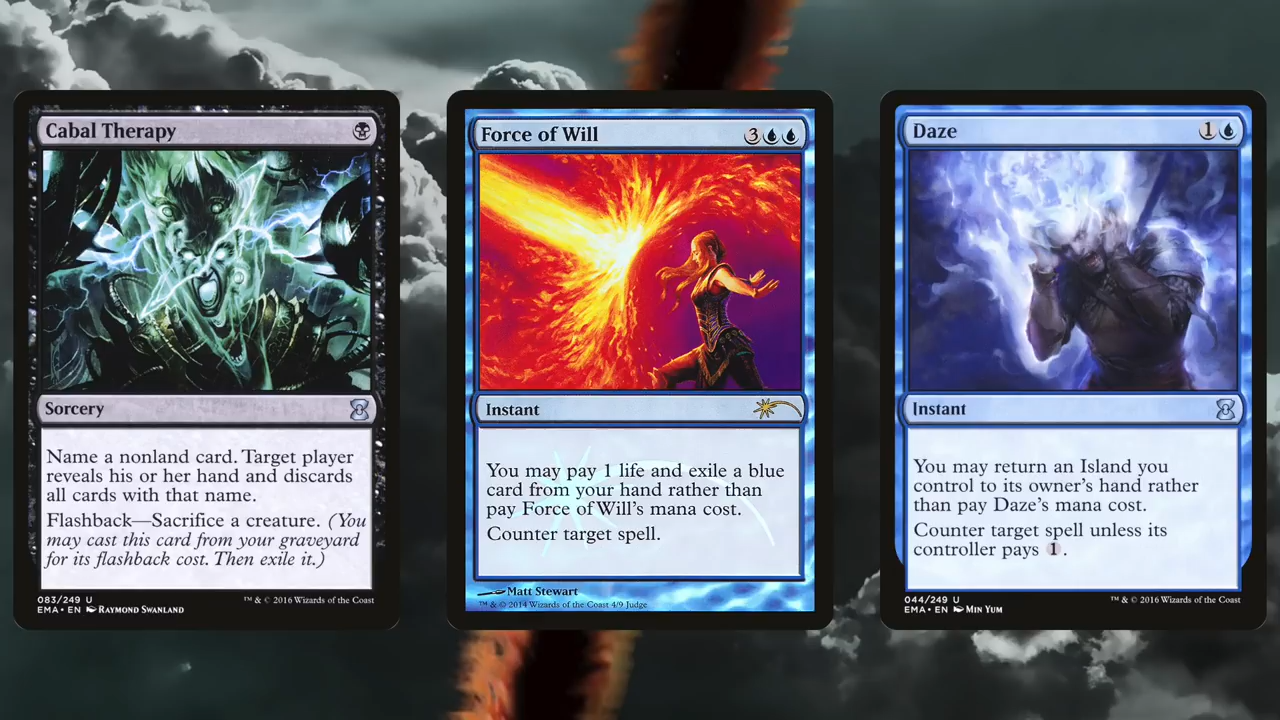 Cabal Therapy
Sorcery
Name a nonland card. Target player
reveals his or her hand and discards
all cards with that name.
Flashback—Sacrifice a creature. (You
may cast this card from your graveyard
for its flashback cost. Then exile it.)
083/249 U
EMA • EN Raymond Swanland
™ & © 2016 Wizards of the Coast
Force of Will
3
Instant
You may pay 1 life and exile a blue
card from your hand rather than
pay Force of Will's mana cost.
Counter target spell.
Matt Stewart
™ & © 2014 Wizards of the Coast 4/9 Judge
Daze
1
Instant
You may return an Island you
control to its owner's hand rather
than pay Daze's mana cost.
Counter target spell unless its
controller pays 1.
044/249 U
EMA • EN Min Yum
™ & © 2016 Wizards of the Coast